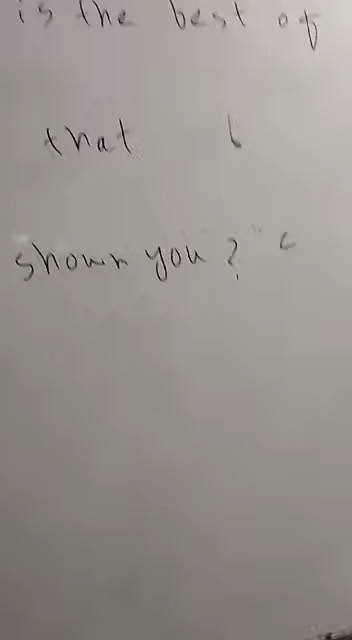 is the best of
that
shown you?"